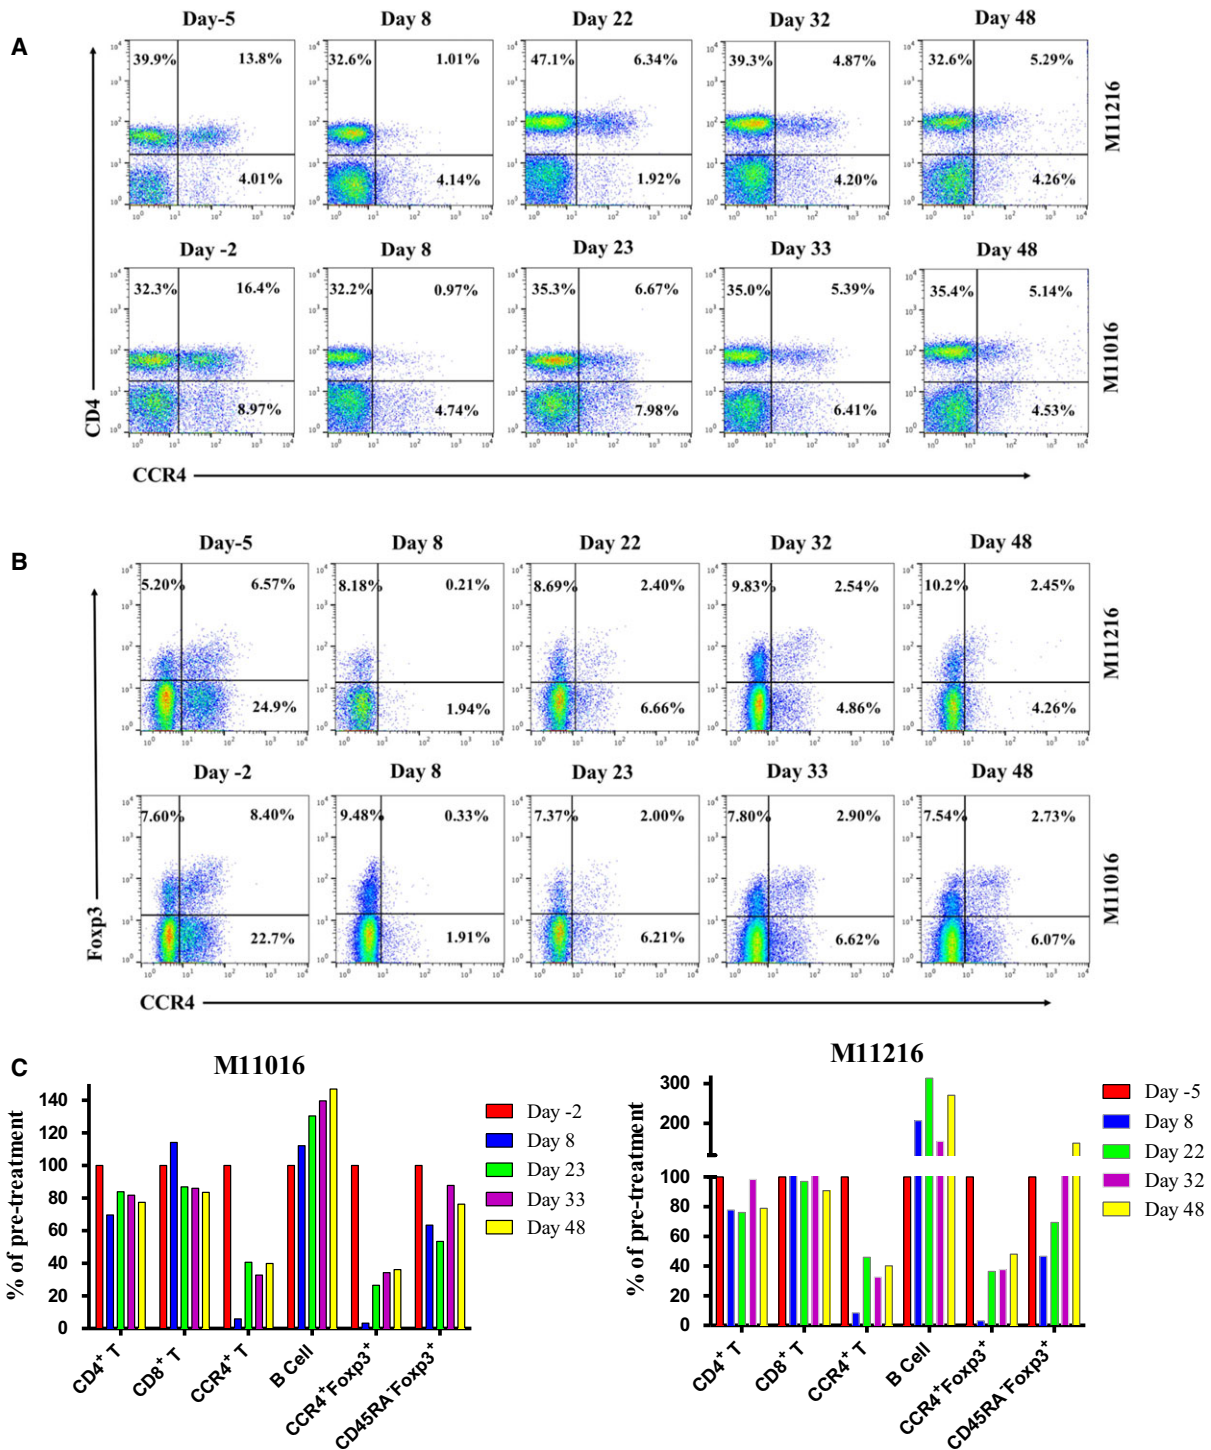 A
Day-5 Day 8 Day 22 Day 32 Day 48
39.9% 13.8% 32.6% 1.01% 47.1% 6.34% 39.3% 4.87% 32.6% 5.29%
4.01% 4.14% 1.92% 4.20% 4.26%
M11216
Day -2 Day 8 Day 23 Day 33 Day 48
32.3% 16.4% 32.2% 0.97% 35.3% 6.67% 35.0% 5.39% 35.4% 5.14%
8.97% 4.74% 7.98% 6.41% 4.53%
M11016
CD4
CCR4
B
Day-5 Day 8 Day 22 Day 32 Day 48
5.20% 6.57% 8.18% 0.21% 8.69% 2.40% 9.83% 2.54% 10.2% 2.45%
24.9% 1.94% 6.66% 4.86% 4.26%
M11216
Day -2 Day 8 Day 23 Day 33 Day 48
7.60% 8.40% 9.48% 0.33% 7.37% 2.00% 7.80% 2.90% 7.54% 2.73%
22.7% 1.91% 6.21% 6.62% 6.07%
M11016
Foxp3
CCR4
C
M11016
% of pre-treatment
140
120
100
80
60
40
20
0
CD4+ T
CD8+ T
CCR4+ T
B Cell
CCR4+Foxp3+
CD45RA-Foxp3+
Day -2
Day 8
Day 23
Day 33
Day 48
M11216
% of pre-treatment
300
200
100
80
60
40
20
0
CD4+ T
CD8+ T
CCR4+ T
B Cell
CCR4+Foxp3+
CD45RA-Foxp3+
Day -5
Day 8
Day 22
Day 32
Day 48